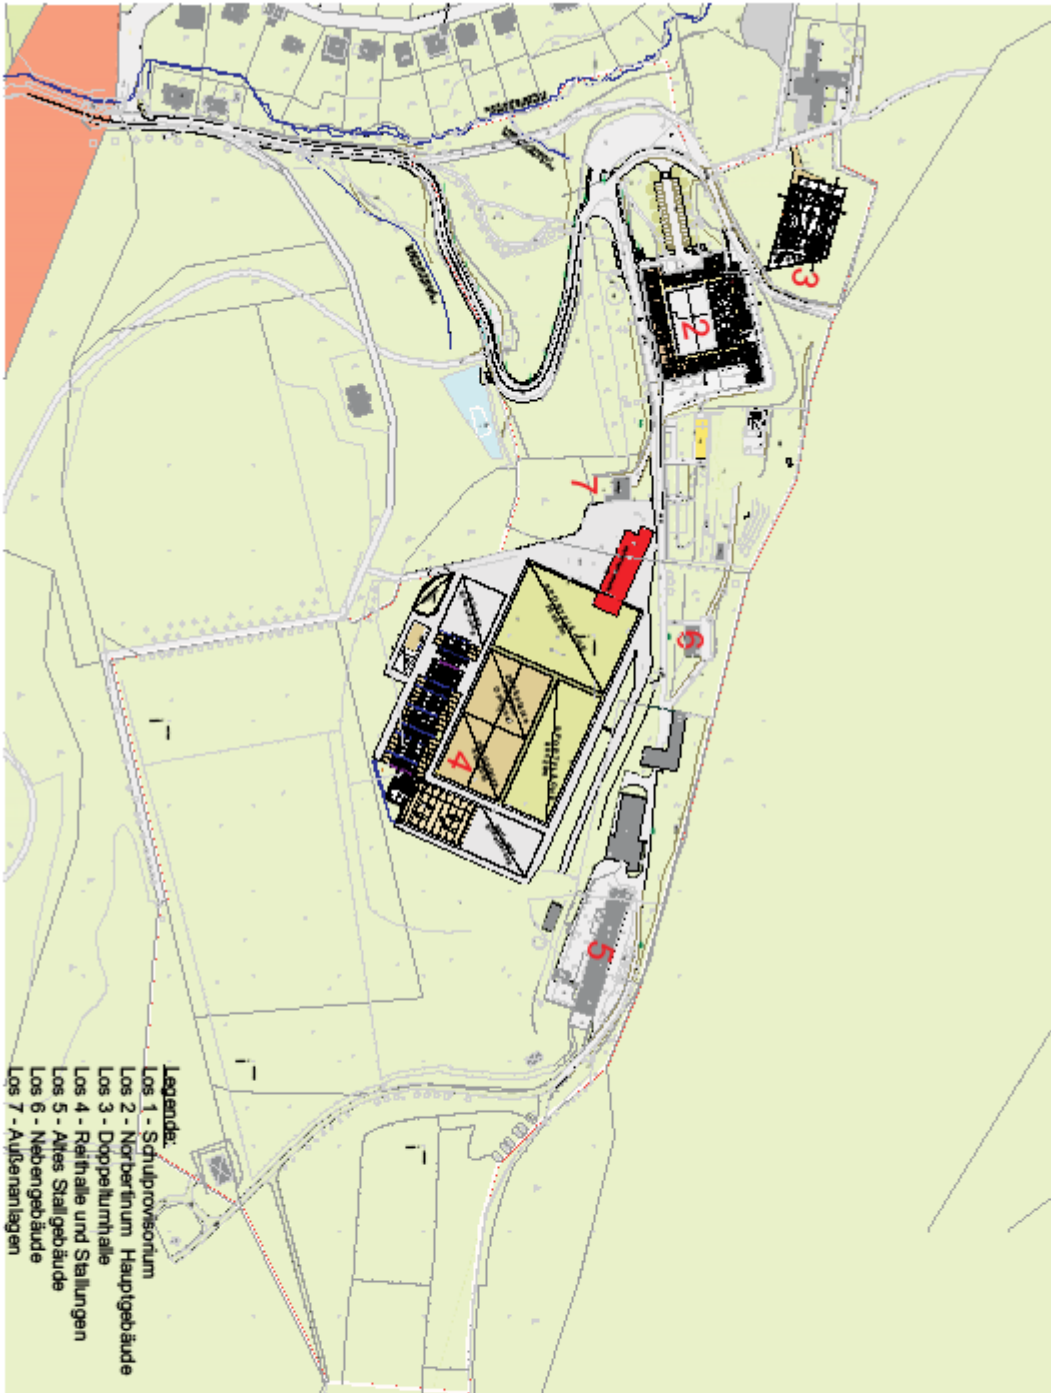 3
2
7
6
4
5
Legende:
Los 1 - Schulprovisorium
Los 2 - Norbertinum Hauptgebäude
Los 3 - Doppelturnhalle
Los 4 - Reithalle und Stallungen
Los 5 - Altes Stallgebäude
Los 6 - Nebengebäude
Los 7 - Außenanlagen